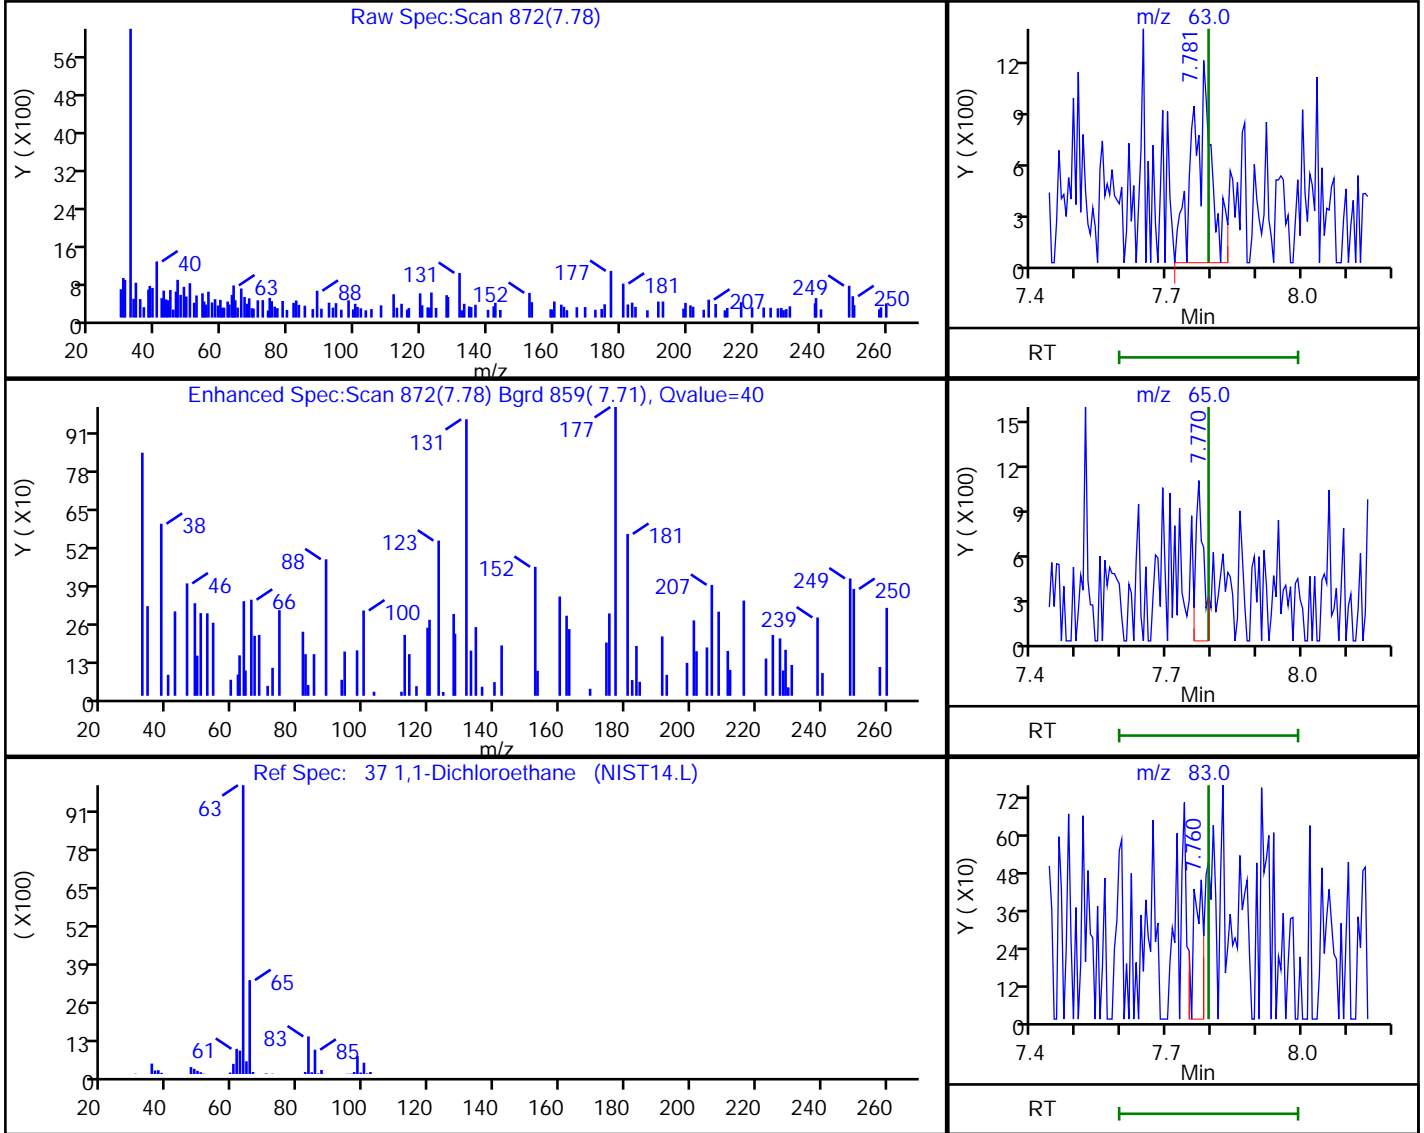 Raw Spec:Scan 872(7.78)
Y ( X100)
56
48
40
32
24
16
8
0
40
63
88
131
152
177
181
207
249
250
20 40 60 80 100 120 140 160 180 200 220 240 260
m/z
m/z 63.0
Y ( X100)
12
9
6
3
0
7.781
7.4 7.7 8.0
Min
RT
Enhanced Spec:Scan 872(7.78) Bgrd 859( 7.71), Qvalue=40
Y ( X10)
91
78
65
52
39
26
13
0
38
46
66
88
100
123
131
152
177
181
207
239
249
250
20 40 60 80 100 120 140 160 180 200 220 240 260
m/z
m/z 65.0
Y ( X100)
15
12
9
6
3
0
7.770
7.4 7.7 8.0
Min
RT
Ref Spec: 37 1,1-Dichloroethane (NIST14.L)
( X100)
91
78
65
52
39
26
13
0
63
65
61
83
85
20 40 60 80 100 120 140 160 180 200 220 240 260
m/z 83.0
Y ( X10)
72
60
48
36
24
12
0
7.760
7.4 7.7 8.0
Min
RT